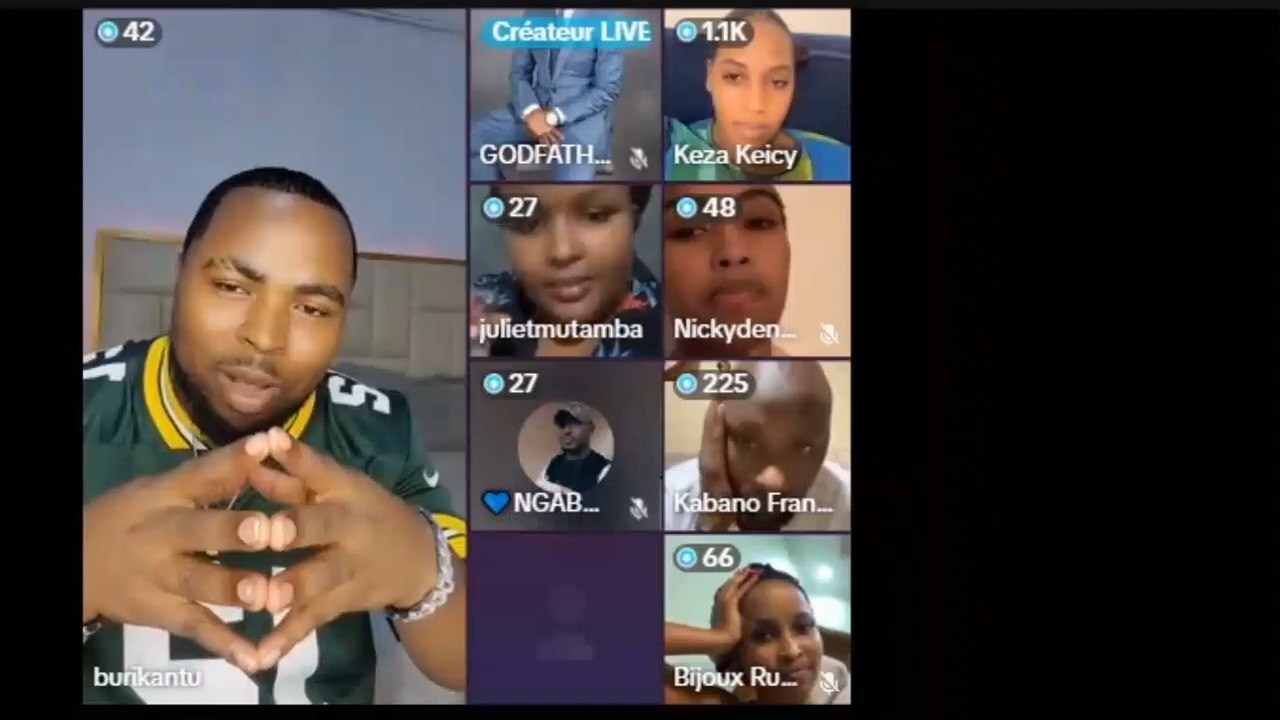 42
Créateur LIVE
1.1K
GODFATH...
Keza Keicy
27
48
julietmutamba
Nickyden...
27
225
💙 NGAB...
Kabano Fran...
66
burikantu
Bijoux Ru...